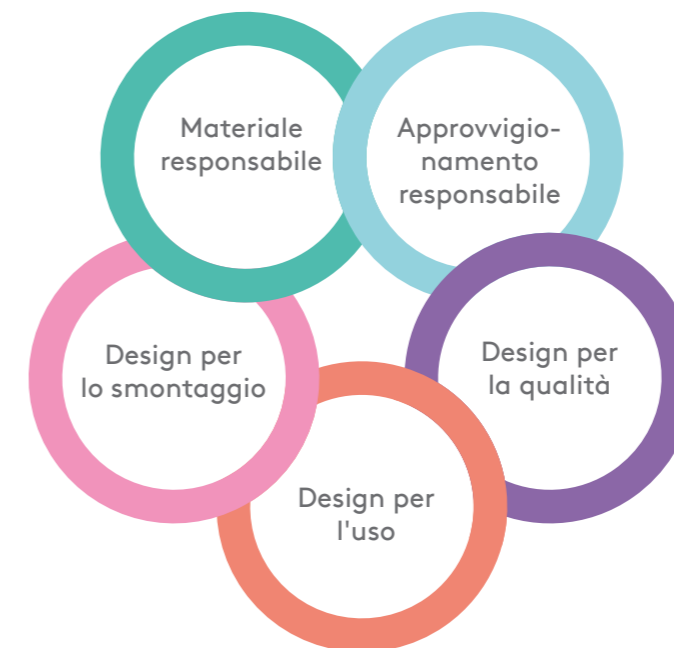 Materiale
responsabile
Approvvigio-
namento
responsabile
Design per
lo smontaggio
Design per
la qualità
Design per
l'uso